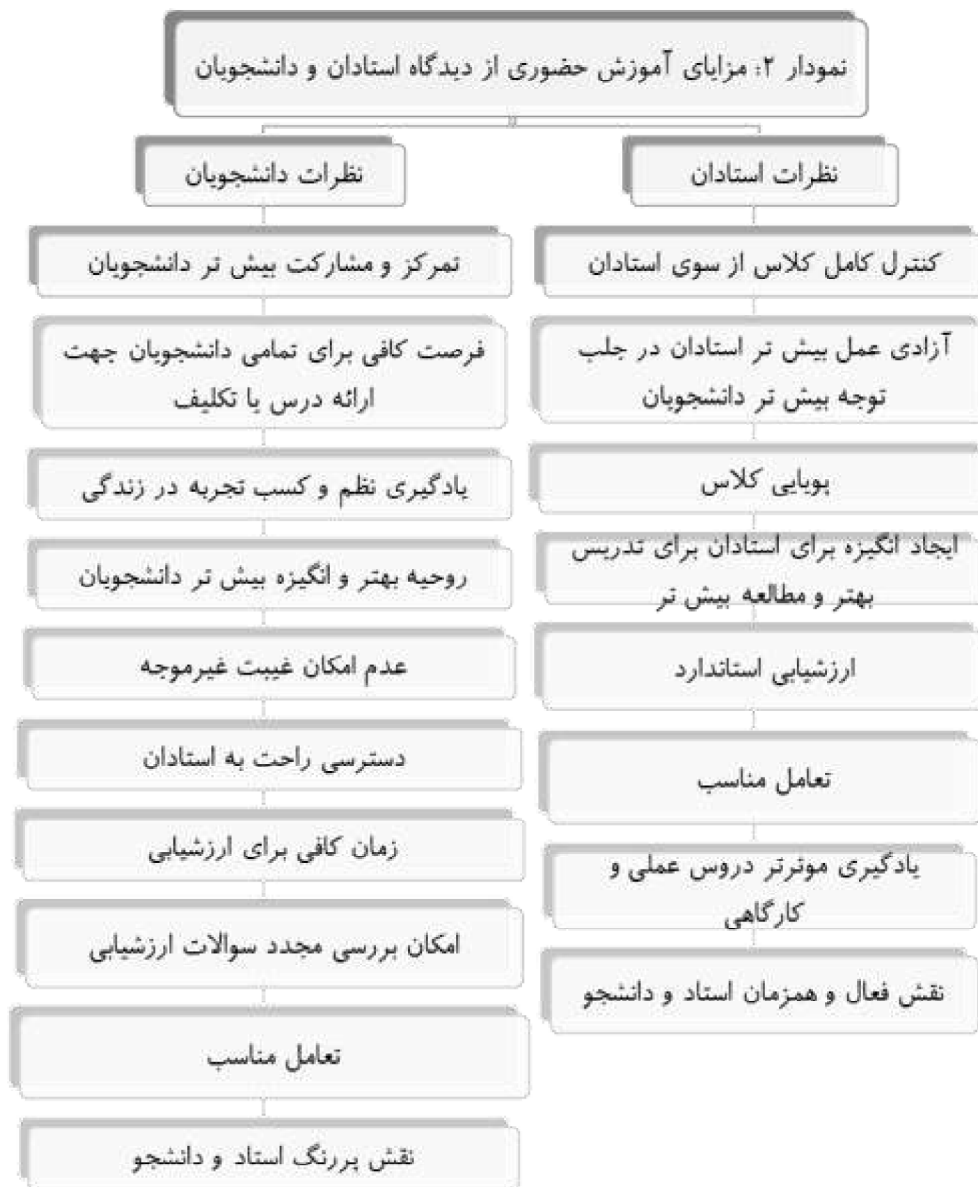 نمودار ۲: مزایای آموزش حضوری از دیدگاه استادان و دانشجویان
نظرات استادان
کنترل کامل کلاس از سوی استادان
آزادی عمل بیش تر استادان در جلب
توجه بیش تر دانشجویان
پویایی کلاس
ایجاد انگیزه برای استادان برای تدریس
بهتر و مطالعه بیش تر
ارزشیابی استاندارد
تعامل مناسب
یادگیری موثرتر دروس عملی و
کارگاهی
نقش فعال و همزمان استاد و دانشجو
نظرات دانشجویان
تمرکز و مشارکت بیش تر دانشجویان
فرصت کافی برای تمامی دانشجویان جهت
ارائه درس یا تکلیف
یادگیری نظم و کسب تجربه در زندگی
روحیه بهتر و انگیزه بیش تر دانشجویان
عدم امکان غیبت غیرموجه
دسترسی راحت به استادان
زمان کافی برای ارزشیابی
امکان بررسی مجدد سوالات ارزشیابی
تعامل مناسب
نقش پررنگ استاد و دانشجو